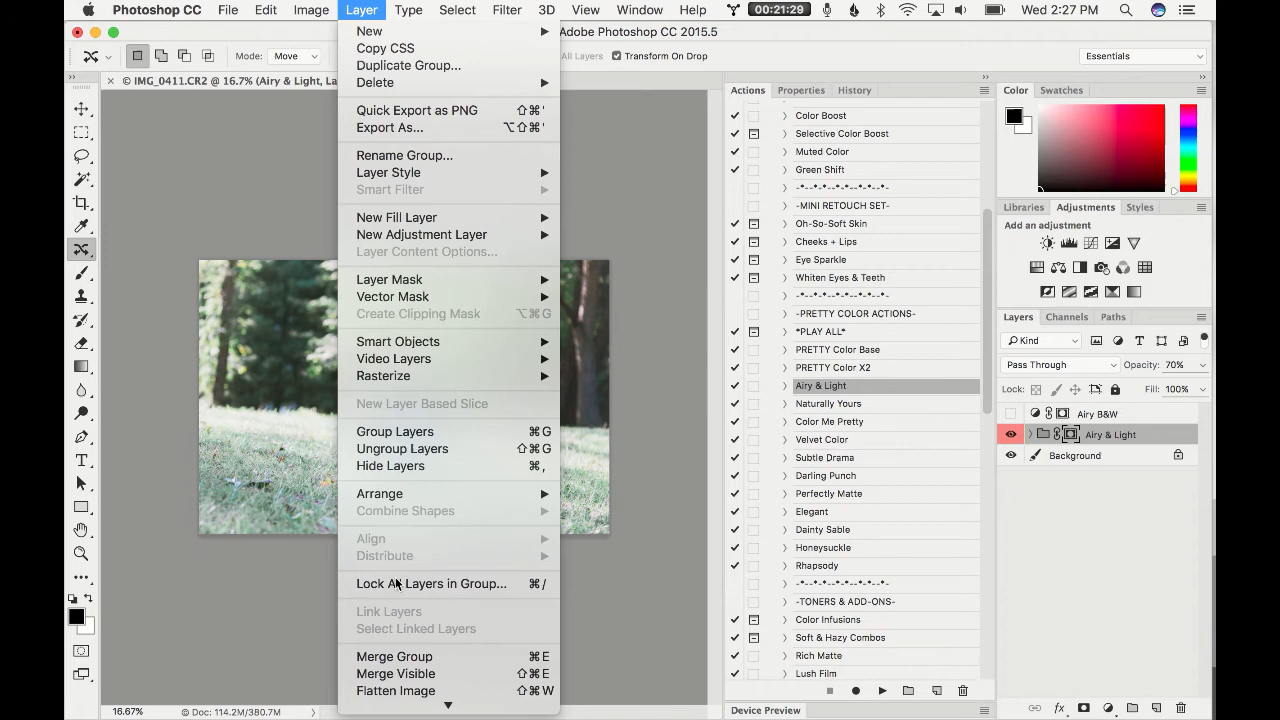 Photoshop CC File Edit Image Layer Type Select Filter 3D View Window Help 00:21:29 Wed 2:27 PM
Adobe Photoshop CC 2015.5
Mode: Move All Layers Transform On Drop Essentials
© IMG_0411.CR2 @ 16.7% (Airy & Light, La
New
Copy CSS
Duplicate Group...
Delete
Quick Export as PNG ⇧⌘'
Export As... ⌥⇧⌘'
Rename Group...
Layer Style
Smart Filter
New Fill Layer
New Adjustment Layer
Layer Content Options...
Layer Mask
Vector Mask
Create Clipping Mask ⌥⌘G
Smart Objects
Video Layers
Rasterize
New Layer Based Slice
Group Layers ⌘G
Ungroup Layers ⇧⌘G
Hide Layers ⌘,
Arrange
Combine Shapes
Align
Distribute
Lock All Layers in Group... ⌘/
Link Layers
Select Linked Layers
Merge Group ⌘E
Merge Visible ⇧⌘E
Flatten Image ⇧⌘W
16.67% Doc: 114.2M/380.7M
Actions Properties History
Color Boost
Selective Color Boost
Muted Color
Green Shift
-*--*--*--*--*--*--*-
-MINI RETOUCH SET-
Oh-So-Soft Skin
Cheeks + Lips
Eye Sparkle
Whiten Eyes & Teeth
-*--*--*--*--*--*--*-
-PRETTY COLOR ACTIONS-
*PLAY ALL*
PRETTY Color Base
PRETTY Color X2
Airy & Light
Naturally Yours
Color Me Pretty
Velvet Color
Subtle Drama
Darling Punch
Perfectly Matte
Elegant
Dainty Sable
Honeysuckle
Rhapsody
-*--*--*--*--*--*--*-
-TONERS & ADD-ONS-
Color Infusions
Soft & Hazy Combos
Rich Matte
Lush Film
Device Preview
Color Swatches
Libraries Adjustments Styles
Add an adjustment
Layers Channels Paths
Kind
Pass Through Opacity: 70%
Lock: Fill: 100%
Airy B&W
Airy & Light
Background